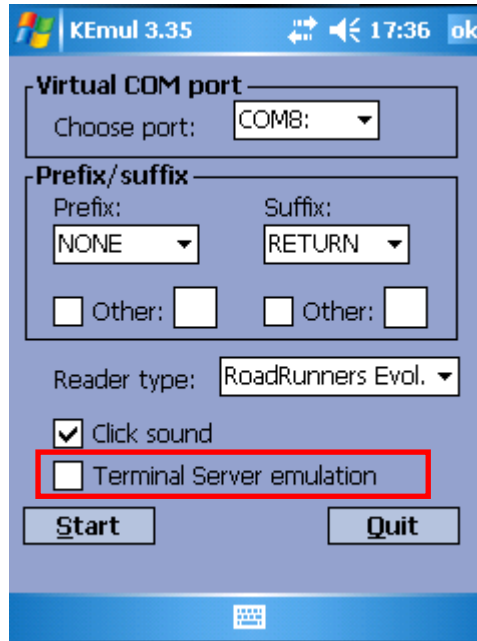 KEmul 3.35 17:36 ok
Virtual COM port
Choose port: COM8:
Prefix/suffix
Prefix: Suffix:
NONE RETURN
Other: Other:
Reader type: RoadRunners Evol.
Click sound
Terminal Server emulation
Start Quit